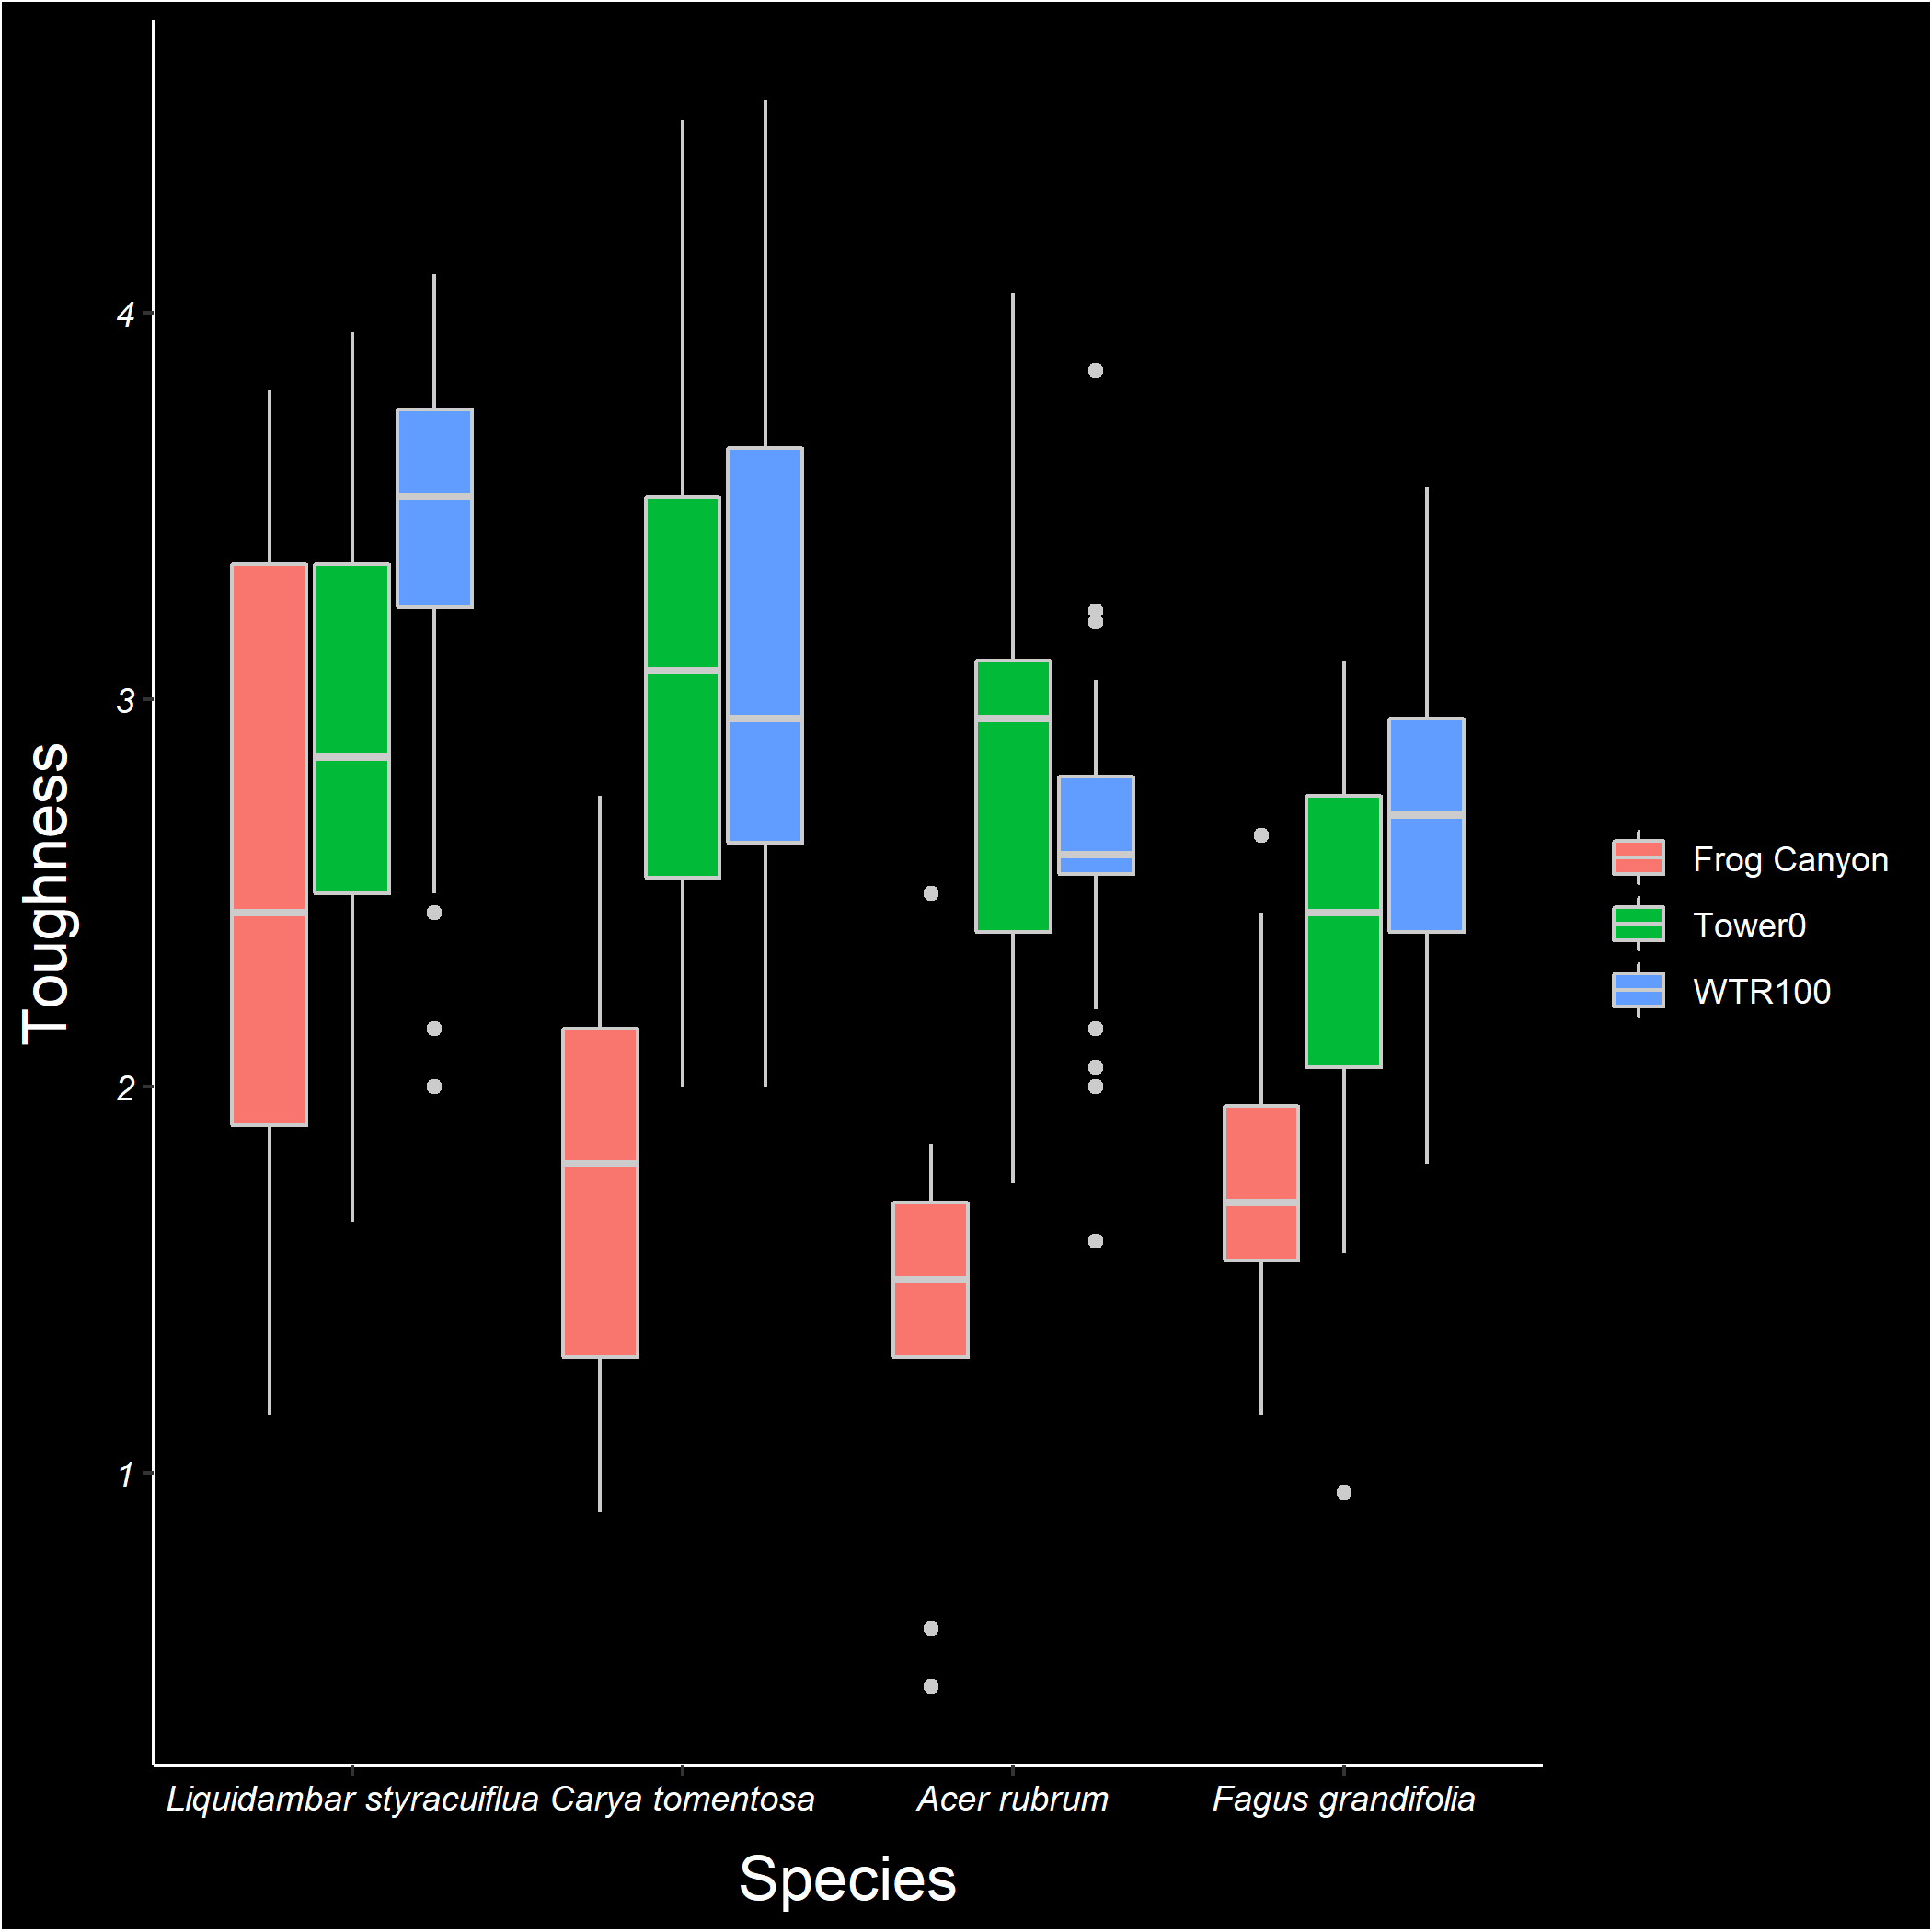 Toughness
4
3
2
1
Liquidambar styracuiflua Carya tomentosa Acer rubrum Fagus grandifolia
Species
Frog Canyon
Tower0
WTR100